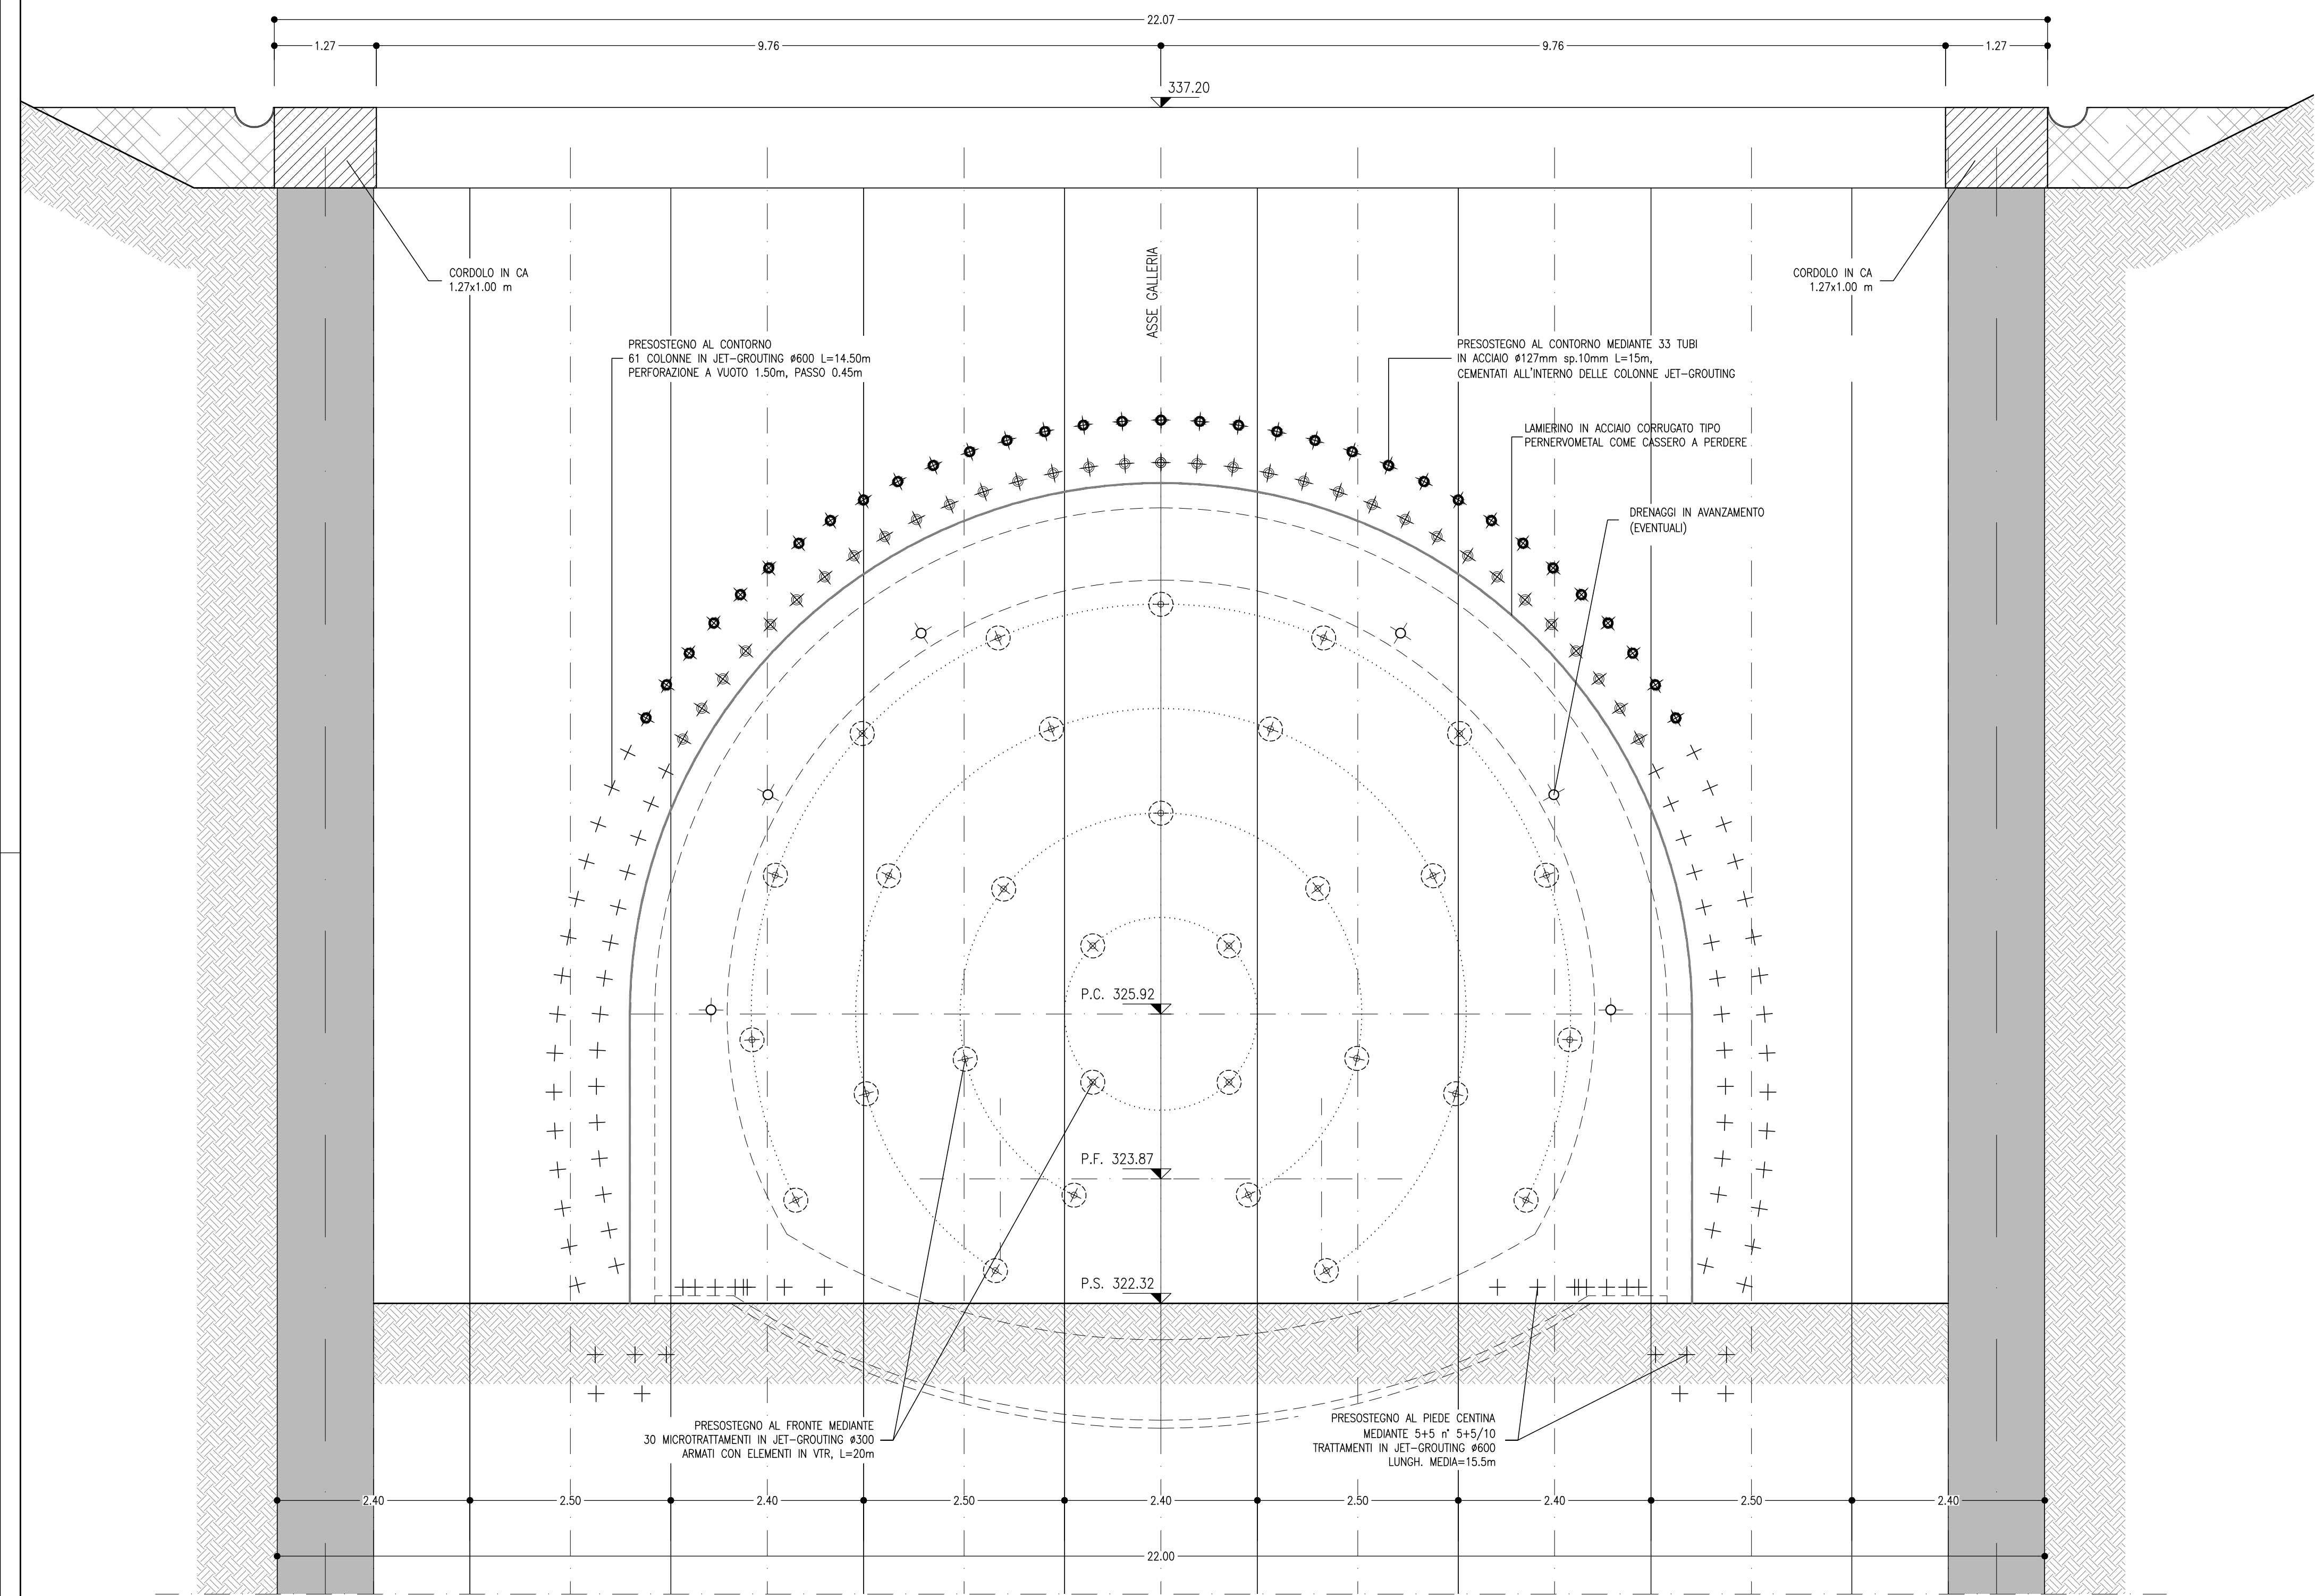 22.07
1.27
9.76
9.76
1.27
337.20
ASSE GALLERIA
CORDOLO IN CA
1.27x1.00 m
CORDOLO IN CA
1.27x1.00 m
PRESOSTEGNO AL CONTORNO
61 COLONNE IN JET-GROUTING ø600 L=14.50m
PERFORAZIONE A VUOTO 1.50m, PASSO 0.45m
PRESOSTEGNO AL CONTORNO MEDIANTE 33 TUBI
IN ACCIAIO ø127mm sp.10mm L=15m,
CEMENTATI ALL'INTERNO DELLE COLONNE JET-GROUTING
LAMIERINO IN ACCIAIO CORRUGATO TIPO
PERNERVOMETAL COME CASSERO A PERDERE
DRENAGGI IN AVANZAMENTO
(EVENTUALI)
P.C. 325.92
P.F. 323.87
P.S. 322.32
PRESOSTEGNO AL FRONTE MEDIANTE
30 MICROTRATTAMENTI IN JET-GROUTING ø300
ARMATI CON ELEMENTI IN VTR, L=20m
PRESOSTEGNO AL PIEDE CENTINA
MEDIANTE 5+5 n° 5+5/10
TRATTAMENTI IN JET-GROUTING ø600
LUNGH. MEDIA=15.5m
2.40
2.50
2.40
2.50
2.40
2.50
2.40
2.50
2.40
22.00